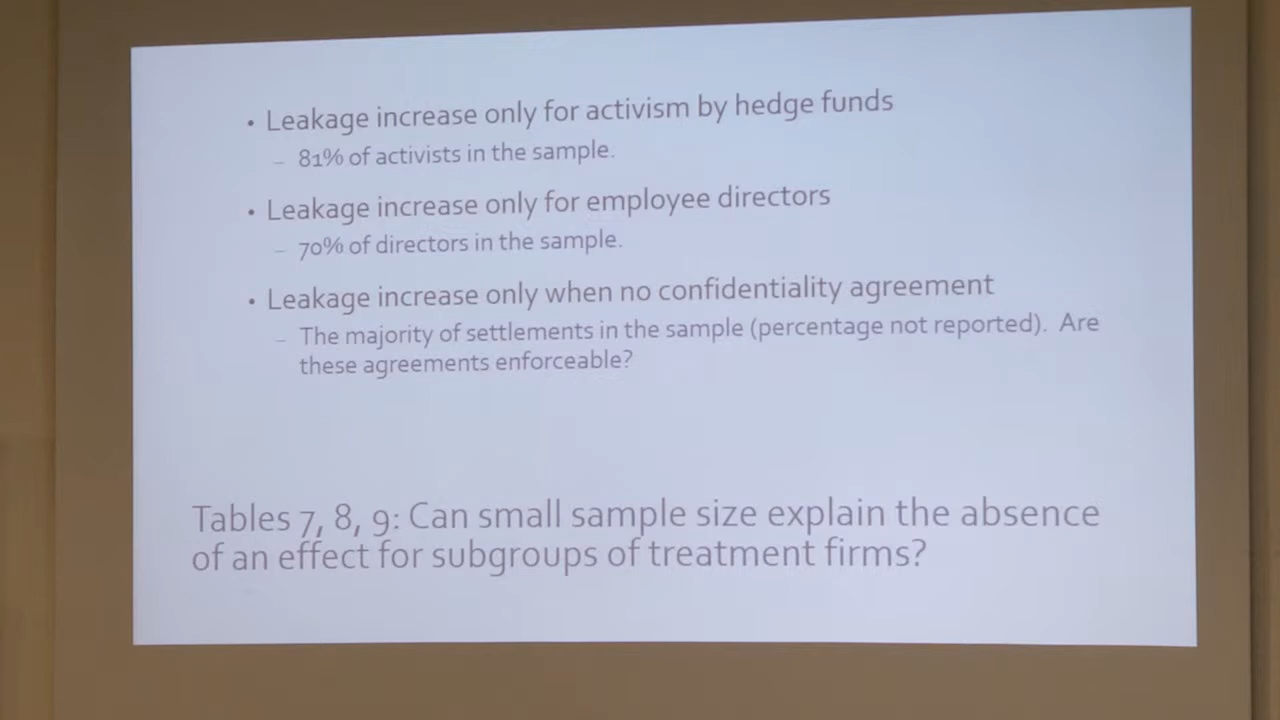 • Leakage increase only for activism by hedge funds
– 81% of activists in the sample.
• Leakage increase only for employee directors
– 70% of directors in the sample.
• Leakage increase only when no confidentiality agreement
– The majority of settlements in the sample (percentage not reported). Are
these agreements enforceable?
Tables 7, 8, 9: Can small sample size explain the absence
of an effect for subgroups of treatment firms?